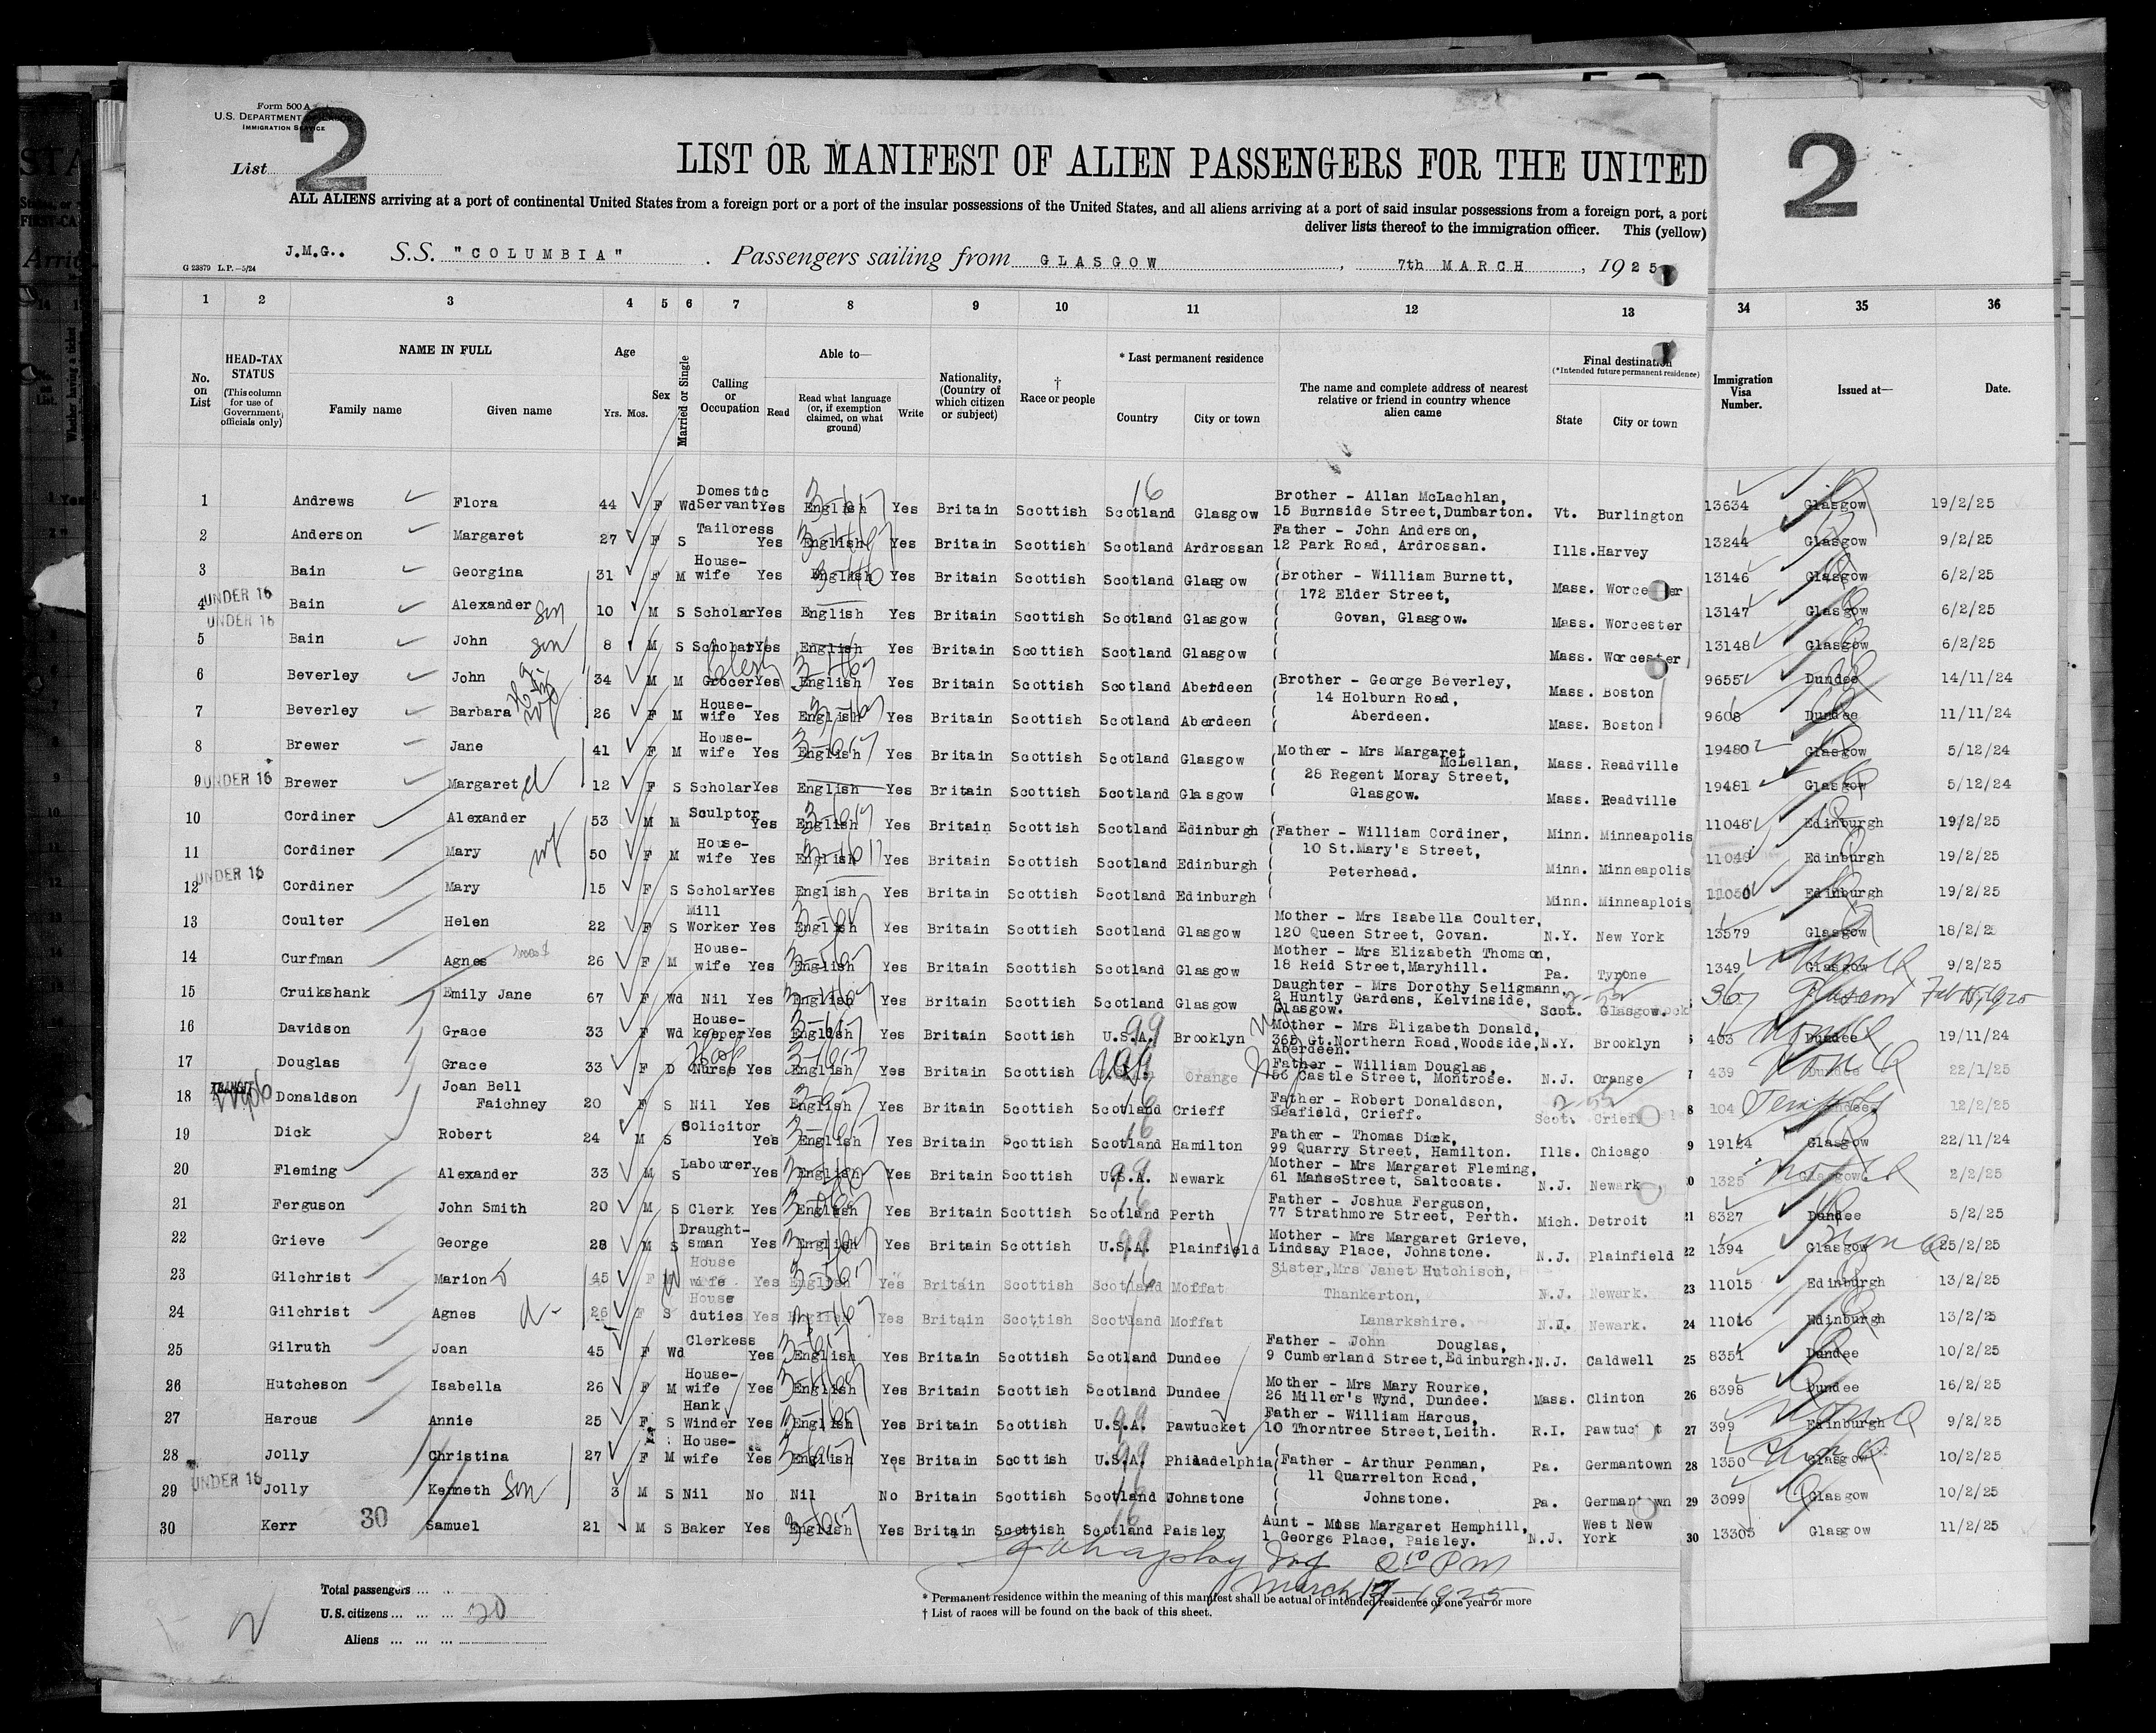 Form 500 A
U.S. DEPARTMENT OF LABOR
IMMIGRATION SERVICE
List 2
2
LIST OR MANIFEST OF ALIEN PASSENGERS FOR THE UNITED
ALL ALIENS arriving at a port of continental United States from a foreign port or a port of the insular possessions of the United States, and all aliens arriving at a port of said insular possessions from a foreign port, a port
deliver lists thereof to the immigration officer. This (yellow)
J.M.G.. S.S. "COLUMBIA" . Passengers sailing from GLASGOW , 7th MARCH , 1925
G 23879 L.P.—5/24
1 2 3 4 5 6 7 8 9 10 11 12 13 34 35 36
No. on List
HEAD-TAX STATUS (This column for use of Government officials only)
NAME IN FULL
Family name Given name
Age Yrs. Mos.
Sex
Married or Single
Calling or Occupation
Able to—
Read Read what language (or, if exemption claimed, on what ground) Write
Nationality, (Country of which citizen or subject)
† Race or people
* Last permanent residence
Country City or town
The name and complete address of nearest relative or friend in country whence alien came
Final destination (*Intended future permanent residence)
State City or town
Immigration Visa Number.
Issued at—
Date.
1 Andrews Flora 44 F Wd Domestic Servant Yes English Yes Britain Scottish Scotland Glasgow Brother - Allan McLachlan, 15 Burnside Street, Dumbarton. Vt. Burlington 13634 Glasgow 19/2/25
2 Anderson Margaret 27 F S Tailoress Yes English Yes Britain Scottish Scotland Ardrossan Father - John Anderson, 12 Park Road, Ardrossan. Ills. Harvey 13244 Glasgow 9/2/25
3 Bain Georgina 31 F M House-wife Yes English Yes Britain Scottish Scotland Glasgow Brother - William Burnett, 172 Elder Street, Govan, Glasgow. Mass. Worcester 13146 Glasgow 6/2/25
UNDER 16
4 Bain Alexander son 10 M S Scholar Yes English Yes Britain Scottish Scotland Glasgow Mass. Worcester 13147 Glasgow 6/2/25
UNDER 16
5 Bain John son 8 M S Scholar Yes English Yes Britain Scottish Scotland Glasgow Mass. Worcester 13148 Glasgow 6/2/25
6 Beverley John 34 M M Grocer Yes English Yes Britain Scottish Scotland Aberdeen Brother - George Beverley, 14 Holburn Road, Aberdeen. Mass. Boston 9655 Dundee 14/11/24
7 Beverley Barbara 26 F M House-wife Yes English Yes Britain Scottish Scotland Aberdeen Mass. Boston 9608 Dundee 11/11/24
8 Brewer Jane 41 F M House-wife Yes English Yes Britain Scottish Scotland Glasgow Mother - Mrs Margaret McLellan, 28 Regent Moray Street, Glasgow. Mass. Readville 19480 Glasgow 5/12/24
9 UNDER 16 Brewer Margaret d 12 F S Scholar Yes English Yes Britain Scottish Scotland Glasgow Mass. Readville 19481 Glasgow 5/12/24
10 Cordiner Alexander 53 M M Sculptor Yes English Yes Britain Scottish Scotland Edinburgh Father - William Cordiner, 10 St.Mary's Street, Peterhead. Minn. Minneapolis 11048 Edinburgh 19/2/25
11 Cordiner Mary wf 50 F M House-wife Yes English Yes Britain Scottish Scotland Edinburgh Minn. Minneapolis 11049 Edinburgh 19/2/25
UNDER 16
12 Cordiner Mary 15 F S Scholar Yes English Yes Britain Scottish Scotland Edinburgh Minn. Minneaplois 11050 Edinburgh 19/2/25
13 Coulter Helen 22 F S Mill Worker Yes English Yes Britain Scottish Scotland Glasgow Mother - Mrs Isabella Coulter, 120 Queen Street, Govan. N.Y. New York 13579 Glasgow 18/2/25
14 Curfman Agnes 26 F M House-wife Yes English Yes Britain Scottish Scotland Glasgow Mother - Mrs Elizabeth Thomson, 18 Reid Street, Maryhill. Pa. Tyrone 1349 Glasgow 9/2/25
15 Cruikshank Emily Jane 67 F Wd Nil Yes English Yes Britain Scottish Scotland Glasgow Daughter - Mrs Dorothy Seligmann, 2 Huntly Gardens, Kelvinside, Glasgow. Scot. Glasgow. 367 Glasgow
16 Davidson Grace 33 F Wd House-keeper Yes English Yes Britain Scottish U.S.A. Brooklyn Mother - Mrs Elizabeth Donald, 365 Gt.Northern Road, Woodside, Aberdeen. N.Y. Brooklyn 403 Dundee 19/11/24
17 Douglas Grace 33 F D Nurse Yes English Yes Britain Scottish Orange Father - William Douglas, 56 Castle Street, Montrose. N.J. Orange 439 Dundee 22/1/25
18 TRANSIT Donaldson Joan Bell Faichney 20 F S Nil Yes English Yes Britain Scottish Scotland Crieff Father - Robert Donaldson, Seafield, Crieff. Scot. Crieff 104 Dundee 12/2/25
19 Dick Robert 24 M S Solicitor Yes English Yes Britain Scottish Scotland Hamilton Father - Thomas Dick, 99 Quarry Street, Hamilton. Ills. Chicago 19184 Glasgow 22/11/24
20 Fleming Alexander 33 M S Labourer Yes English Yes Britain Scottish U.S.A. Newark Mother - Mrs Margaret Fleming, 61 Manse Street, Saltcoats. N.J. Newark 1325 Glasgow 2/2/25
21 Ferguson John Smith 20 M S Clerk Yes English Yes Britain Scottish Scotland Perth Father - Joshua Ferguson, 77 Strathmore Street, Perth. Mich. Detroit 21 8327 Dundee 5/2/25
22 Grieve George 28 M S Draught-sman Yes English Yes Britain Scottish U.S.A. Plainfield Mother - Mrs Margaret Grieve, Lindsay Place, Johnstone. N.J. Plainfield 22 1394 Glasgow 25/2/25
23 Gilchrist Marion 45 F House wife Yes English Yes Britain Scottish Scotland Moffat Sister, Mrs Janet Hutchison, Thankerton, Lanarkshire. N.J. Newark. 23 11015 Edinburgh 13/2/25
24 Gilchrist Agnes d 26 F S House duties Yes English Yes Britain Scottish Scotland Moffat N.J. Newark. 24 11016 Edinburgh 13/2/25
25 Gilruth Joan 45 F Wd Clerkess Yes English Yes Britain Scottish Scotland Dundee Father - John Douglas, 9 Cumberland Street, Edinburgh. N.J. Caldwell 25 8351 Dundee 10/2/25
26 Hutcheson Isabella 26 F M House-wife Yes English Yes Britain Scottish Scotland Dundee Mother - Mrs Mary Rourke, 26 Miller's Wynd, Dundee. Mass. Clinton 26 8398 Dundee 16/2/25
27 Harcus Annie 25 F S Hank Winder Yes English Yes Britain Scottish U.S.A. Pawtucket Father - William Harcus, 10 Thorntree Street, Leith. R.I. Pawtucket 27 399 Edinburgh 9/2/25
28 Jolly Christina 27 F M House-wife Yes English Yes Britain Scottish U.S.A. Philadelphia Father - Arthur Penman, 11 Quarrelton Road, Johnstone. Pa. Germantown 28 1350 Glasgow 10/2/25
29 UNDER 16 Jolly Kenneth son 3 M S Nil No Nil No Britain Scottish Scotland Johnstone Pa. Germantown 29 3099 Glasgow 10/2/25
30 Kerr 30 Samuel 21 M S Baker Yes English Yes Britain Scottish Scotland Paisley Aunt - Miss Margaret Hemphill, 1 George Place, Paisley. N.J. West New York 30 13305 Glasgow 11/2/25
PM
March 17-1925
Total passengers ... ..
U.S. citizens ... ... ... 20
Aliens ... ... ...
* Permanent residence within the meaning of this manifest shall be actual or intended residence of one year or more
† List of races will be found on the back of this sheet.